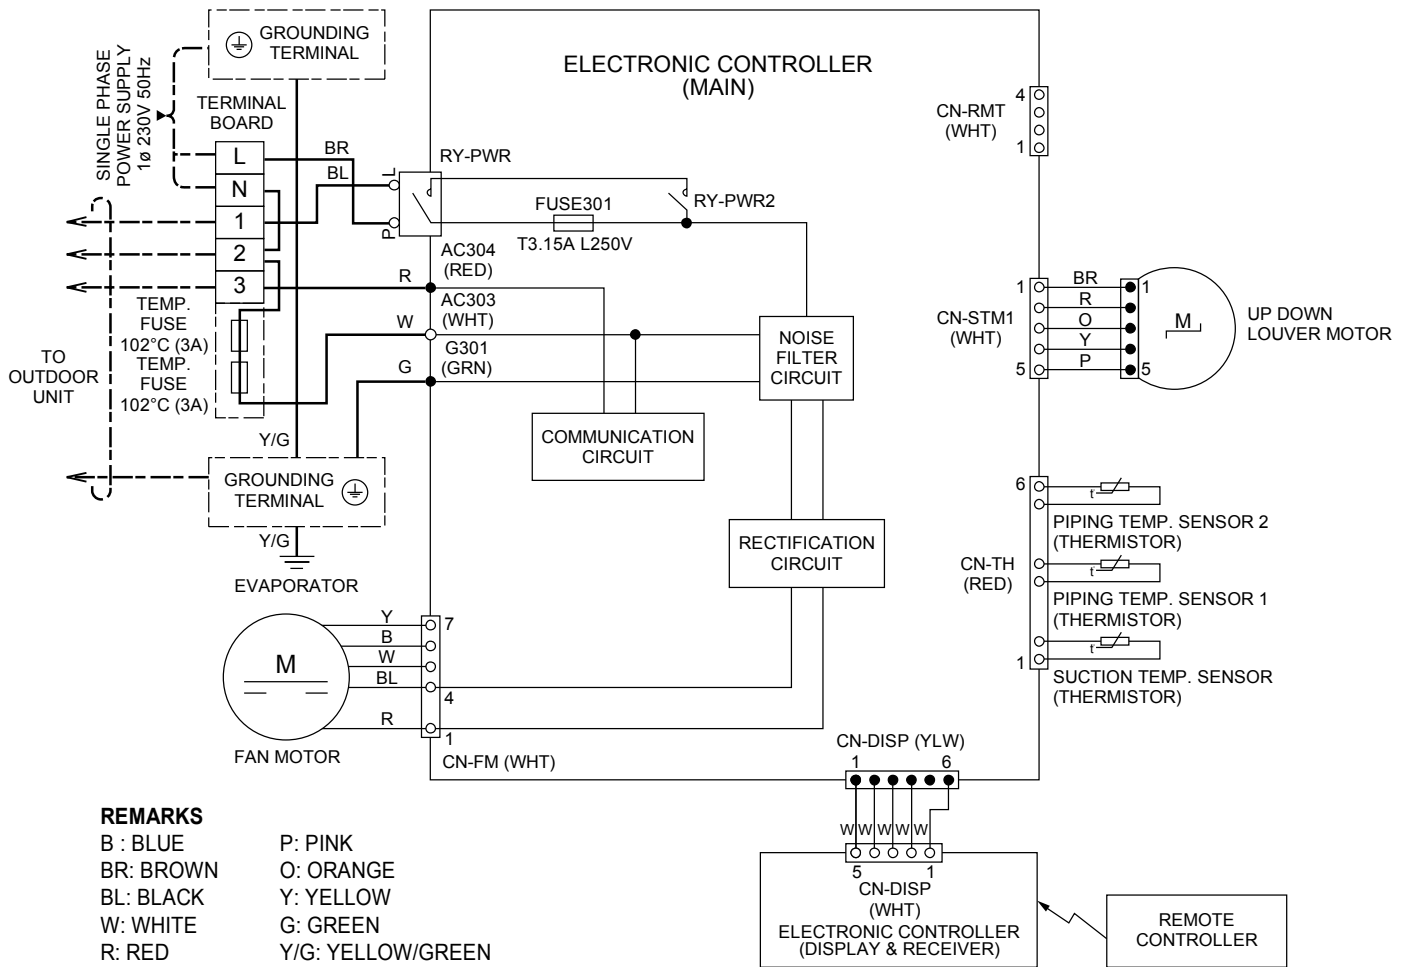 GROUNDING
TERMINAL
SINGLE PHASE
POWER SUPPLY
1ø 230V 50Hz
TERMINAL
BOARD
L
N
1
2
3
BR
BL
L
P
RY-PWR
ELECTRONIC CONTROLLER
(MAIN)
FUSE301
T3.15A L250V
RY-PWR2
AC304
(RED)
R
AC303
(WHT)
W
G301
(GRN)
G
TEMP.
FUSE
102°C (3A)
TEMP.
FUSE
102°C (3A)
TO
OUTDOOR
UNIT
Y/G
GROUNDING
TERMINAL
Y/G
EVAPORATOR
NOISE
FILTER
CIRCUIT
COMMUNICATION
CIRCUIT
RECTIFICATION
CIRCUIT
M
FAN MOTOR
Y
B
W
BL
R
7
4
1
CN-FM (WHT)
4
CN-RMT
(WHT)
1
1
CN-STM1
(WHT)
5
BR
R
O
Y
P
1
5
M
UP DOWN
LOUVER MOTOR
6
CN-TH
(RED)
1
t
PIPING TEMP. SENSOR 2
(THERMISTOR)
t
PIPING TEMP. SENSOR 1
(THERMISTOR)
t
SUCTION TEMP. SENSOR
(THERMISTOR)
CN-DISP (YLW)
1 6
W W W W W
5 1
CN-DISP
(WHT)
ELECTRONIC CONTROLLER
(DISPLAY & RECEIVER)
REMOTE
CONTROLLER
REMARKS
B : BLUE P: PINK
BR: BROWN O: ORANGE
BL: BLACK Y: YELLOW
W: WHITE G: GREEN
R: RED Y/G: YELLOW/GREEN